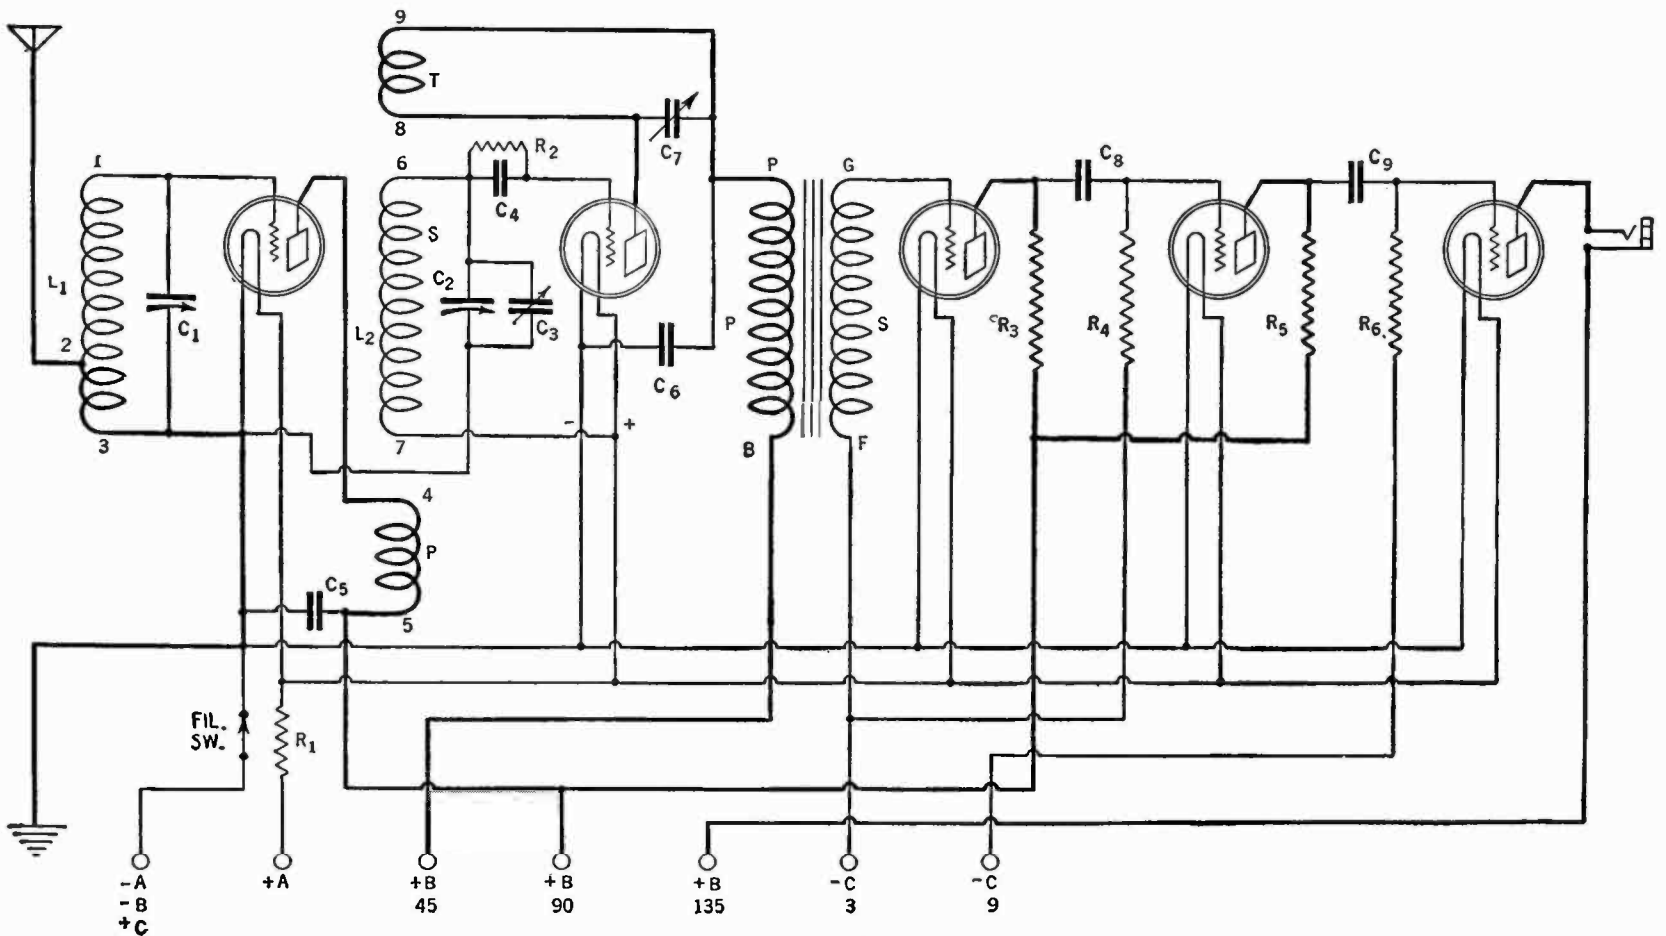 9
T
8
C7
1
6
R2
C4
P
G
C8
C9
S
L1
C1
2
C2
C3
L2
C6
P
S
cR3
R4
R5
R6.
3
7
-
+
B
F
4
P
C5
5
FIL.
SW.
R1
-A
-B
+C
+A
+B
45
+B
90
+B
135
-C
3
-C
9